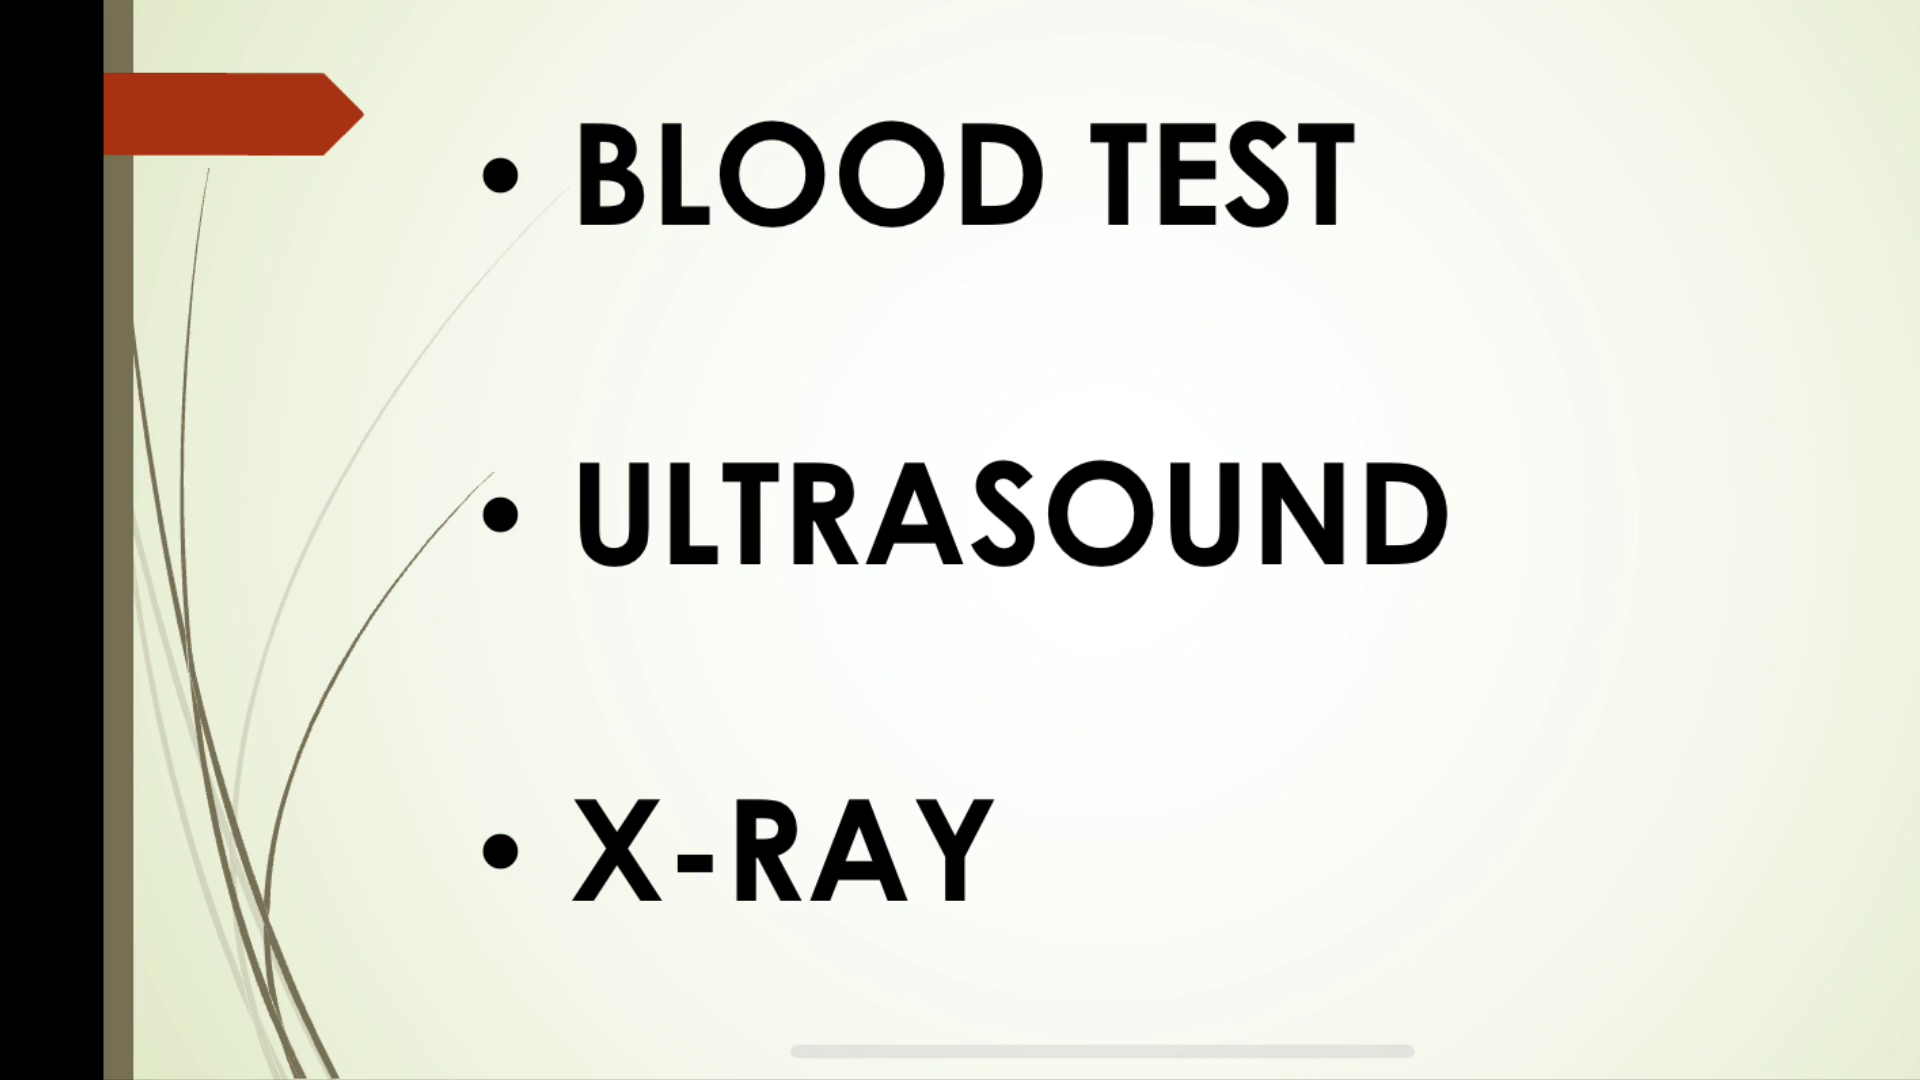 • BLOOD TEST
• ULTRASOUND
• X-RAY